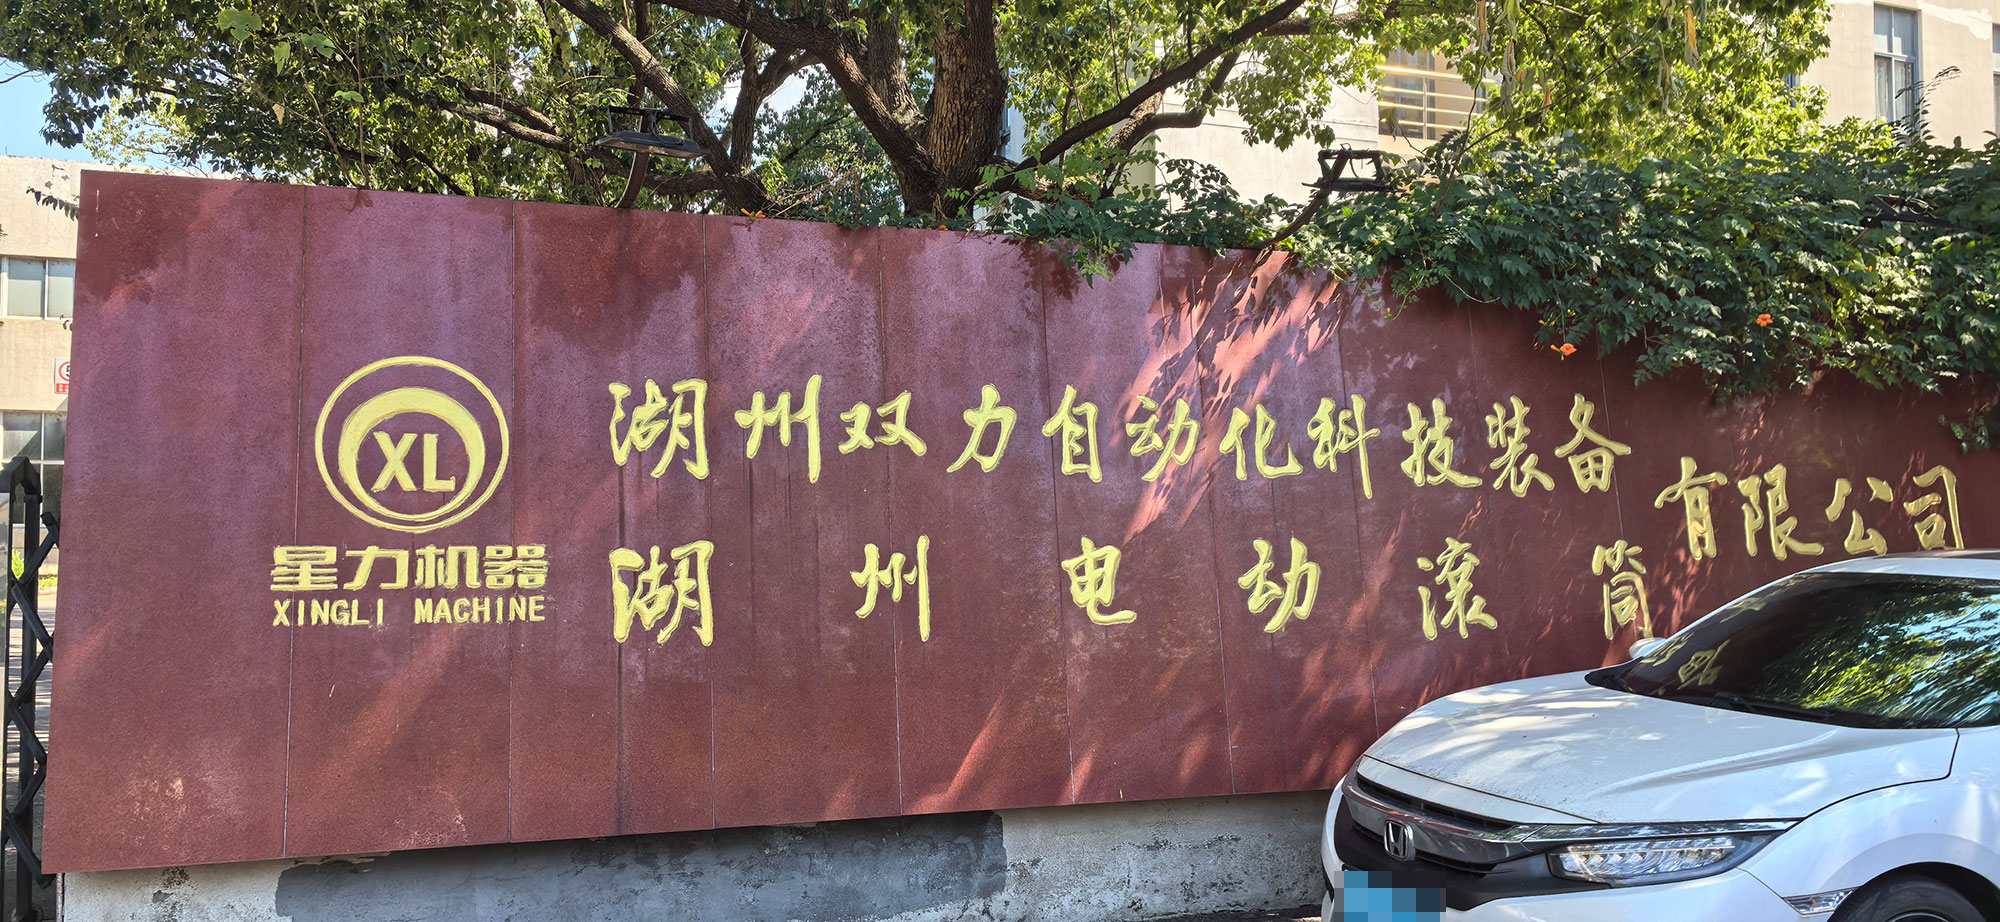 XL
星力机器
XINGLI MACHINE
湖州双力自动化科技装备
湖州电动滚筒
有限公司